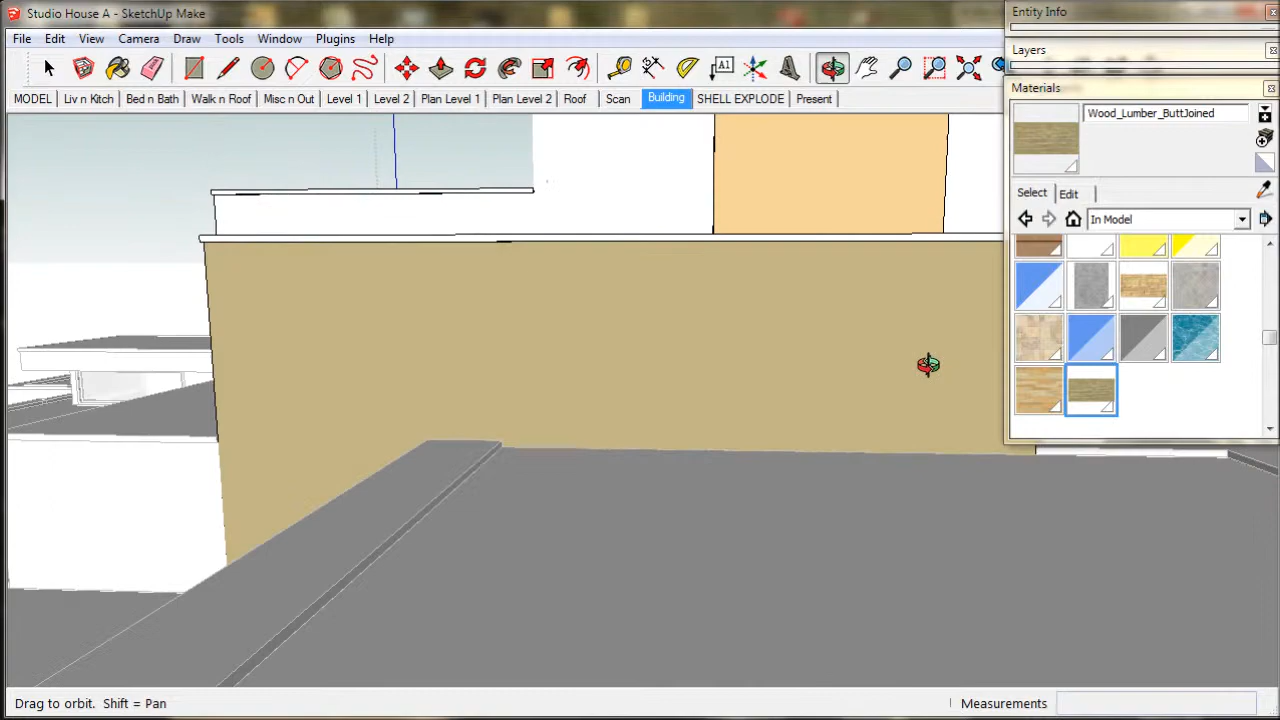 Studio House A - SketchUp Make
File Edit View Camera Draw Tools Window Plugins Help
A1
MODEL Liv n Kitch Bed n Bath Walk n Roof Misc n Out Level 1 Level 2 Plan Level 1 Plan Level 2 Roof Scan Building SHELL EXPLODE Present
Entity Info
Layers
Materials
Wood_Lumber_ButtJoined
Select Edit
In Model
Drag to orbit. Shift = Pan
Measurements